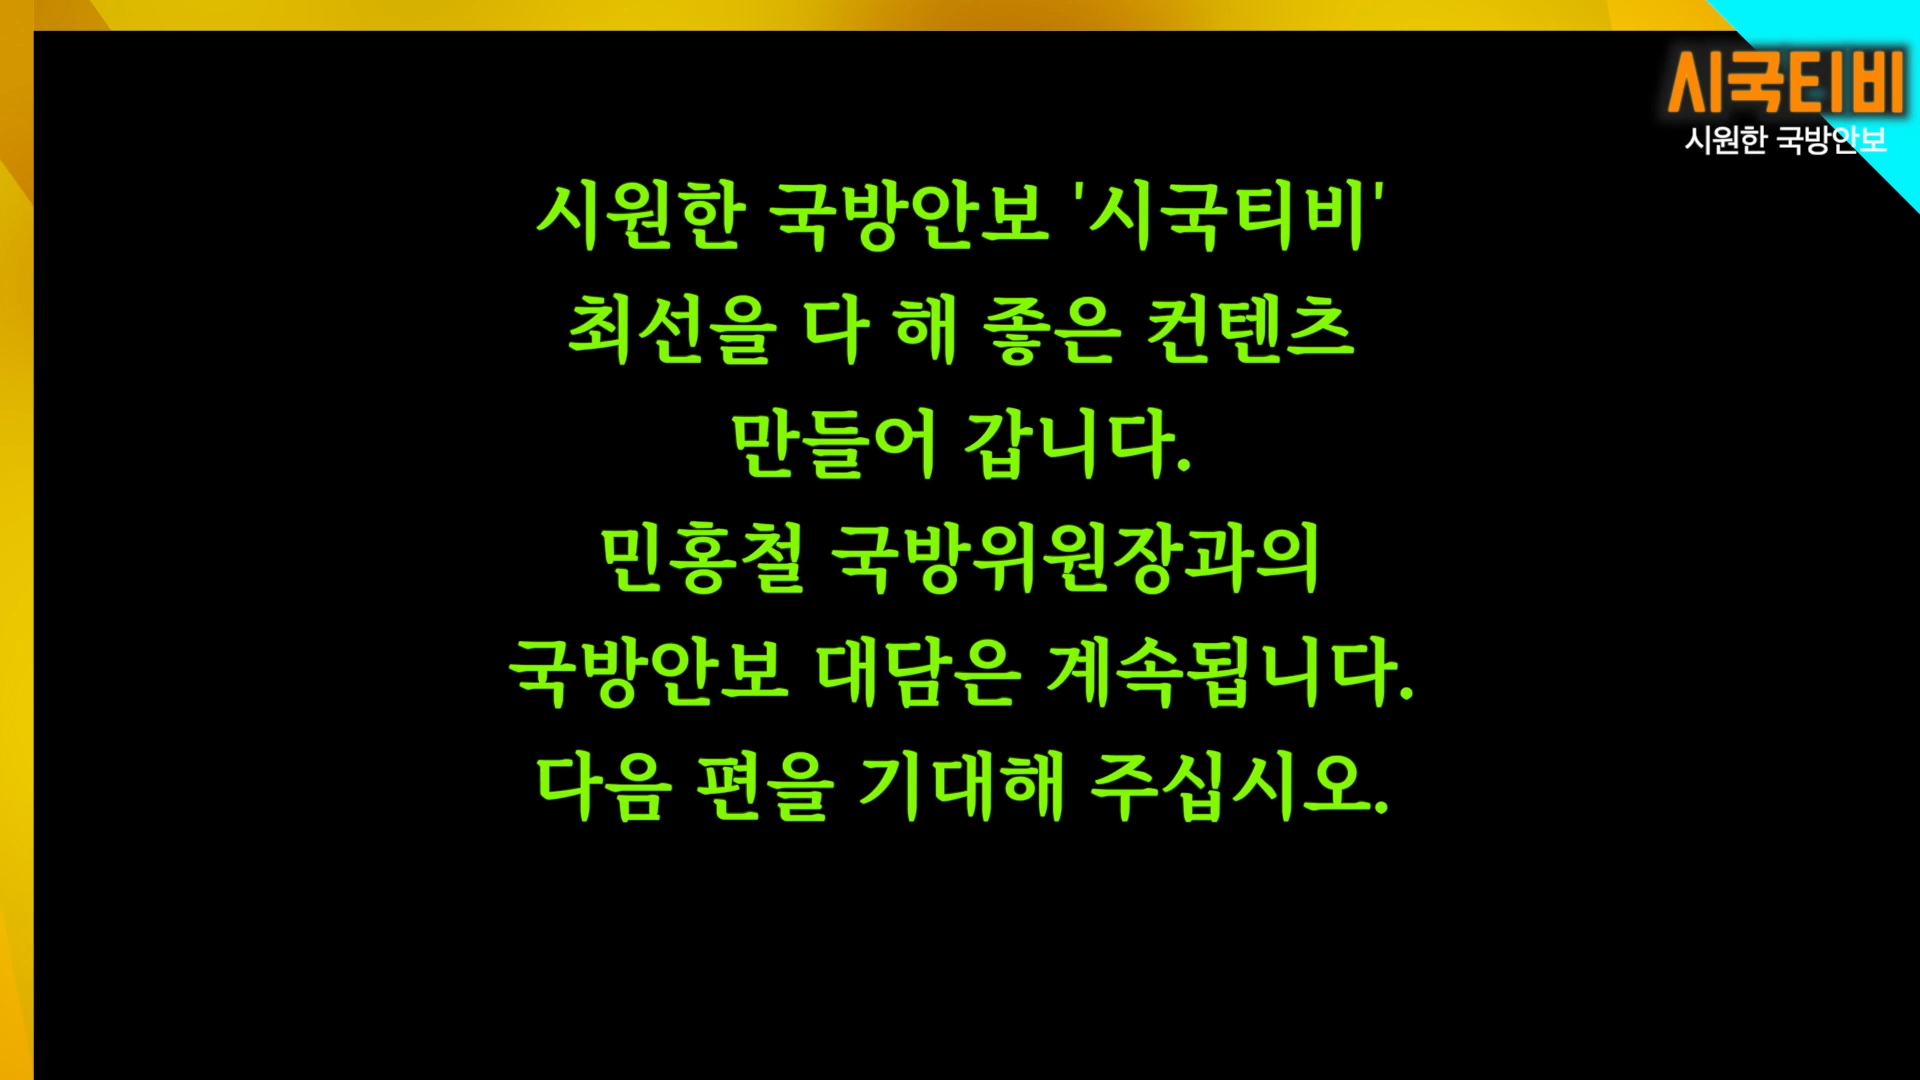 시국티비
시원한 국방안보
시원한 국방안보 '시국티비'
최선을 다 해 좋은 컨텐츠
만들어 갑니다.
민홍철 국방위원장과의
국방안보 대담은 계속됩니다.
다음 편을 기대해 주십시오.